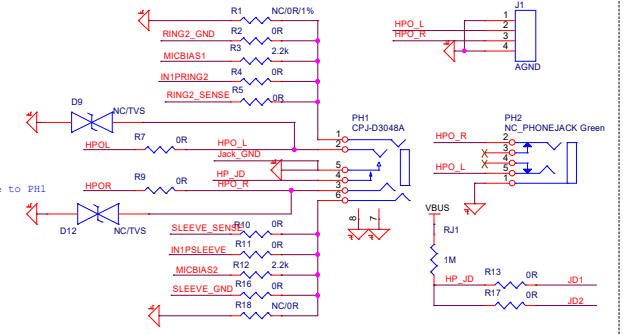 R1 NC/0R/1%
RING2_GND R2 0R
MICBIAS1 R3 2.2k
IN1PRING2 R4 0R
RING2_SENSE R5 0R
J1
HPO_L
HPO_R
1
2
3
4
AGND
D9
NC/TVS
HPOL R7 0R HPO_L
Jack_GND
HP_JD
HPOR R9 0R HPO_R
e to PH1
D12 NC/TVS
PH1
CPJ-D3048A
1
2
5
4
3
6
8 7
PH2
NC_PHONEJACK Green
HPO_R 2
3
4
HPO_L 5
1
SLEEVE_SENSE R10 0R
IN1PSLEEVE R11 0R
MICBIAS2 R12 2.2k
SLEEVE_GND R16 0R
R18 NC/0R
VBUS
RJ1
1M
HP_JD R13 0R JD1
R17 0R JD2